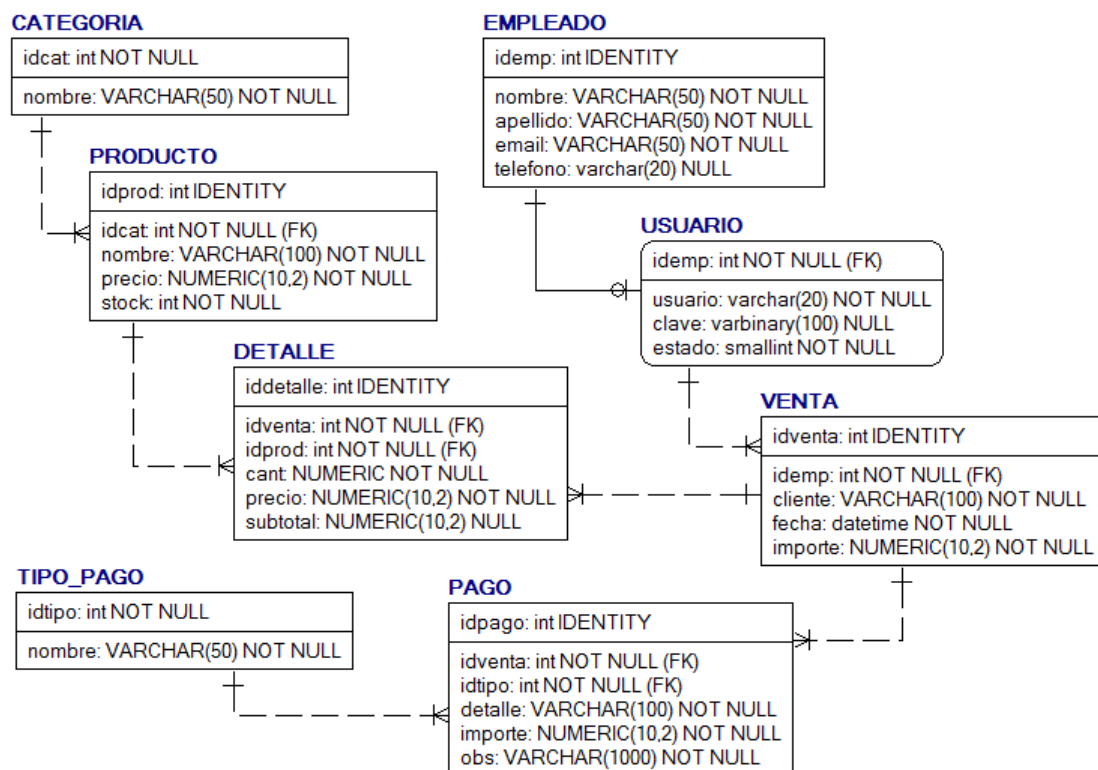 CATEGORIA
idcat: int NOT NULL
nombre: VARCHAR(50) NOT NULL
EMPLEADO
idemp: int IDENTITY
nombre: VARCHAR(50) NOT NULL
apellido: VARCHAR(50) NOT NULL
email: VARCHAR(50) NOT NULL
telefono: varchar(20) NULL
PRODUCTO
idprod: int IDENTITY
idcat: int NOT NULL (FK)
nombre: VARCHAR(100) NOT NULL
precio: NUMERIC(10,2) NOT NULL
stock: int NOT NULL
USUARIO
idemp: int NOT NULL (FK)
usuario: varchar(20) NOT NULL
clave: varbinary(100) NULL
estado: smallint NOT NULL
DETALLE
iddetalle: int IDENTITY
idventa: int NOT NULL (FK)
idprod: int NOT NULL (FK)
cant: NUMERIC NOT NULL
precio: NUMERIC(10,2) NOT NULL
subtotal: NUMERIC(10,2) NULL
VENTA
idventa: int IDENTITY
idemp: int NOT NULL (FK)
cliente: VARCHAR(100) NOT NULL
fecha: datetime NOT NULL
importe: NUMERIC(10,2) NOT NULL
TIPO_PAGO
idtipo: int NOT NULL
nombre: VARCHAR(50) NOT NULL
PAGO
idpago: int IDENTITY
idventa: int NOT NULL (FK)
idtipo: int NOT NULL (FK)
detalle: VARCHAR(100) NOT NULL
importe: NUMERIC(10,2) NOT NULL
obs: VARCHAR(1000) NOT NULL